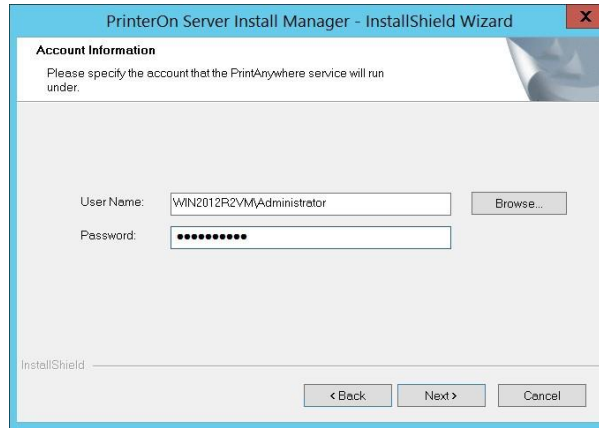 PrinterOn Server Install Manager - InstallShield Wizard
x
Account Information
Please specify the account that the PrintAnywhere service will run
under.
User Name: WIN2012R2VM\Administrator Browse...
Password: ●●●●●●●●●●
InstallShield
< Back Next > Cancel